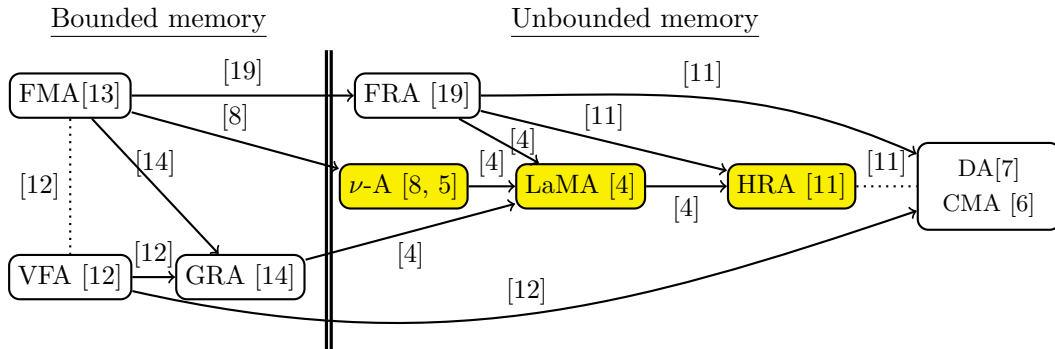 Bounded memory
Unbounded memory
[19]
[11]
FMA[13]
FRA [19]
[8]
[11]
[4]
[14]
[12]
[4]
[11]
ν-A [8, 5]
LaMA [4]
HRA [11]
DA[7]
CMA [6]
[4]
[12]
[4]
VFA [12]
GRA [14]
[12]